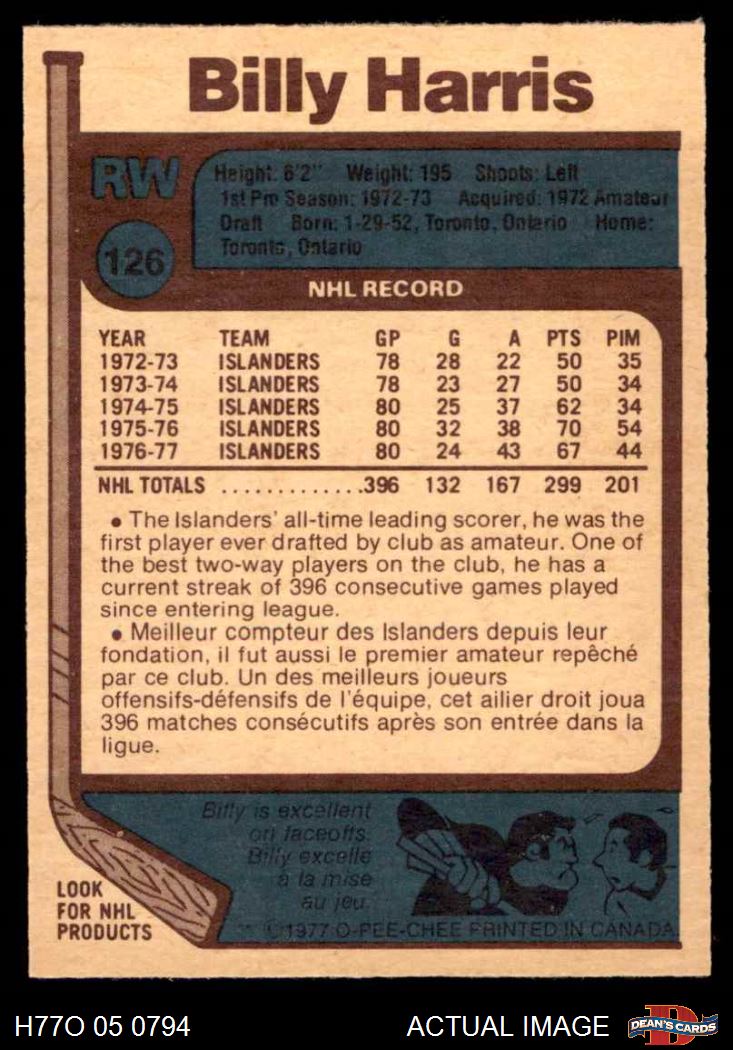 Billy Harris
RW
Height: 6'2" Weight: 195 Shoots: Left
1st Pro Season: 1972-73 Acquired: 1972 Amateur
Draft Born: 1-29-52, Toronto, Ontario Home:
Toronto, Ontario
126
NHL RECORD
YEAR TEAM GP G A PTS PIM
1972-73 ISLANDERS 78 28 22 50 35
1973-74 ISLANDERS 78 23 27 50 34
1974-75 ISLANDERS 80 25 37 62 34
1975-76 ISLANDERS 80 32 38 70 54
1976-77 ISLANDERS 80 24 43 67 44
NHL TOTALS .............396 132 167 299 201
• The Islanders' all-time leading scorer, he was the
first player ever drafted by club as amateur. One of
the best two-way players on the club, he has a
current streak of 396 consecutive games played
since entering league.
• Meilleur compteur des Islanders depuis leur
fondation, il fut aussi le premier amateur repêché
par ce club. Un des meilleurs joueurs
offensifs-défensifs de l'équipe, cet ailier droit joua
396 matches consécutifs après son entrée dans la
ligue.
Billy is excellent
on faceoffs.
Billy excelle
à la mise
au jeu.
LOOK
FOR NHL
PRODUCTS
©1977 O-PEE-CHEE PRINTED IN CANADA
H77O 05 0794 ACTUAL IMAGE
DEAN'S CARDS